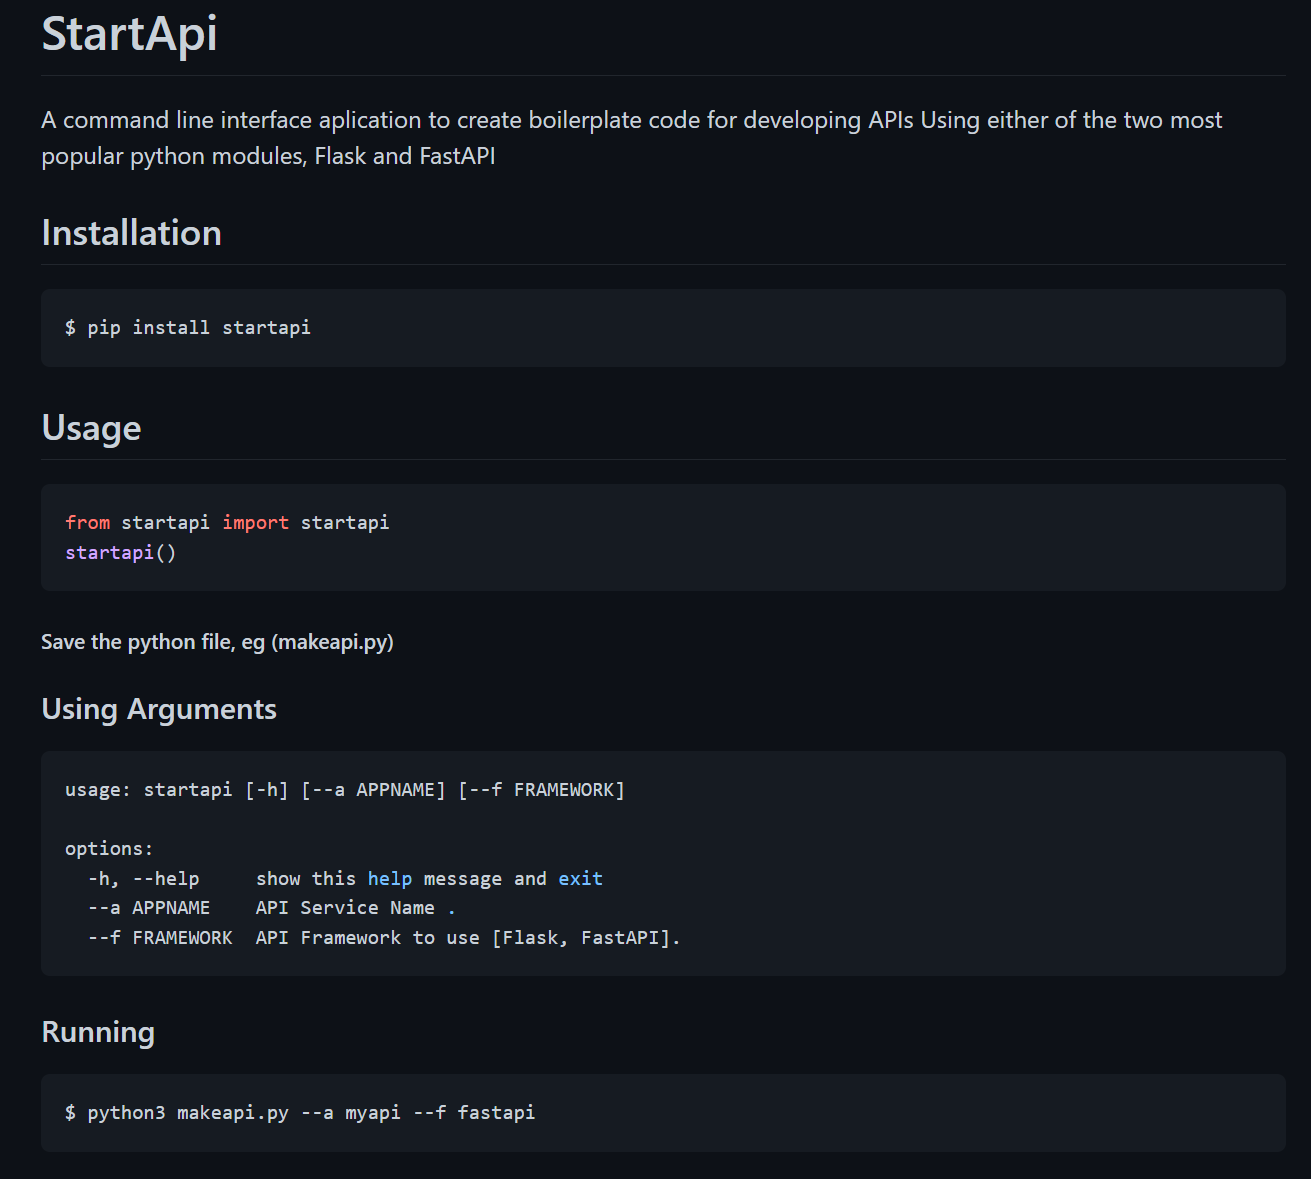 StartApi
A command line interface aplication to create boilerplate code for developing APIs Using either of the two most
popular python modules, Flask and FastAPI
Installation
$ pip install startapi
Usage
from startapi import startapi
startapi()
Save the python file, eg (makeapi.py)
Using Arguments
usage: startapi [-h] [--a APPNAME] [--f FRAMEWORK]
options:
-h, --help show this help message and exit
--a APPNAME API Service Name .
--f FRAMEWORK API Framework to use [Flask, FastAPI].
Running
$ python3 makeapi.py --a myapi --f fastapi